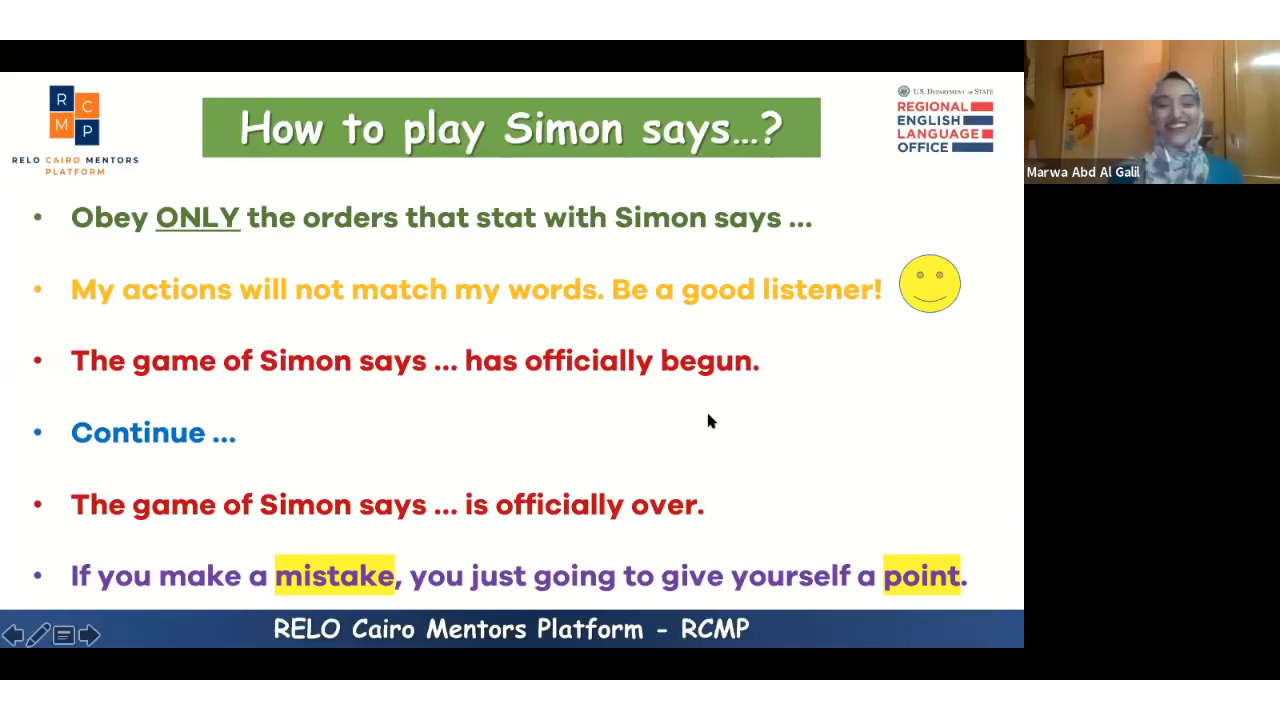 R
C
M
P
RELO CAIRO MENTORS
PLATFORM
How to play Simon says...?
U.S. DEPARTMENT OF STATE
REGIONAL
ENGLISH
LANGUAGE
OFFICE
Marwa Abd Al Galil
• Obey ONLY the orders that stat with Simon says ...
• My actions will not match my words. Be a good listener!
• The game of Simon says ... has officially begun.
• Continue ...
• The game of Simon says ... is officially over.
• If you make a mistake, you just going to give yourself a point.
RELO Cairo Mentors Platform - RCMP